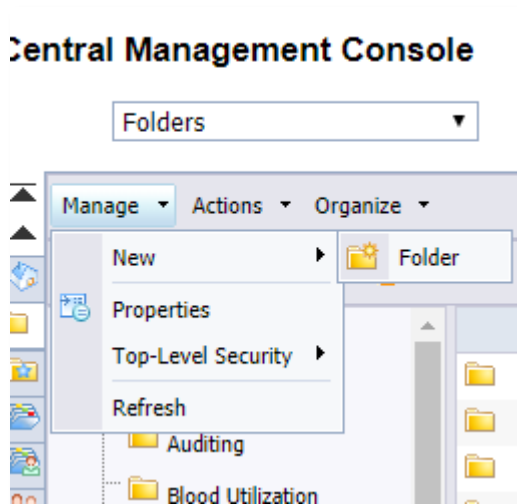 Central Management Console
Folders
Manage Actions Organize
New
Folder
Properties
Top-Level Security
Refresh
Auditing
Blood Utilization